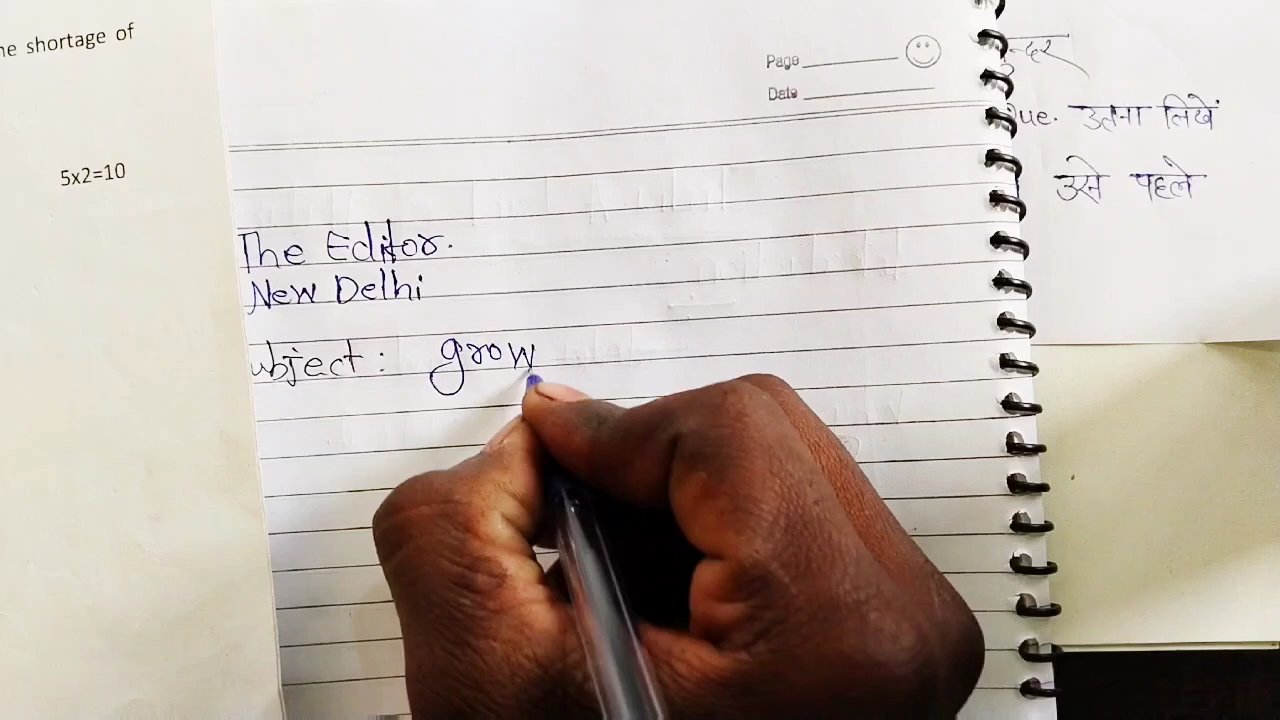 he shortage of
5x2=10
Page
Date
The Editor.
New Delhi
ubject : grow
ue. उतना लिखें
उसे पहले